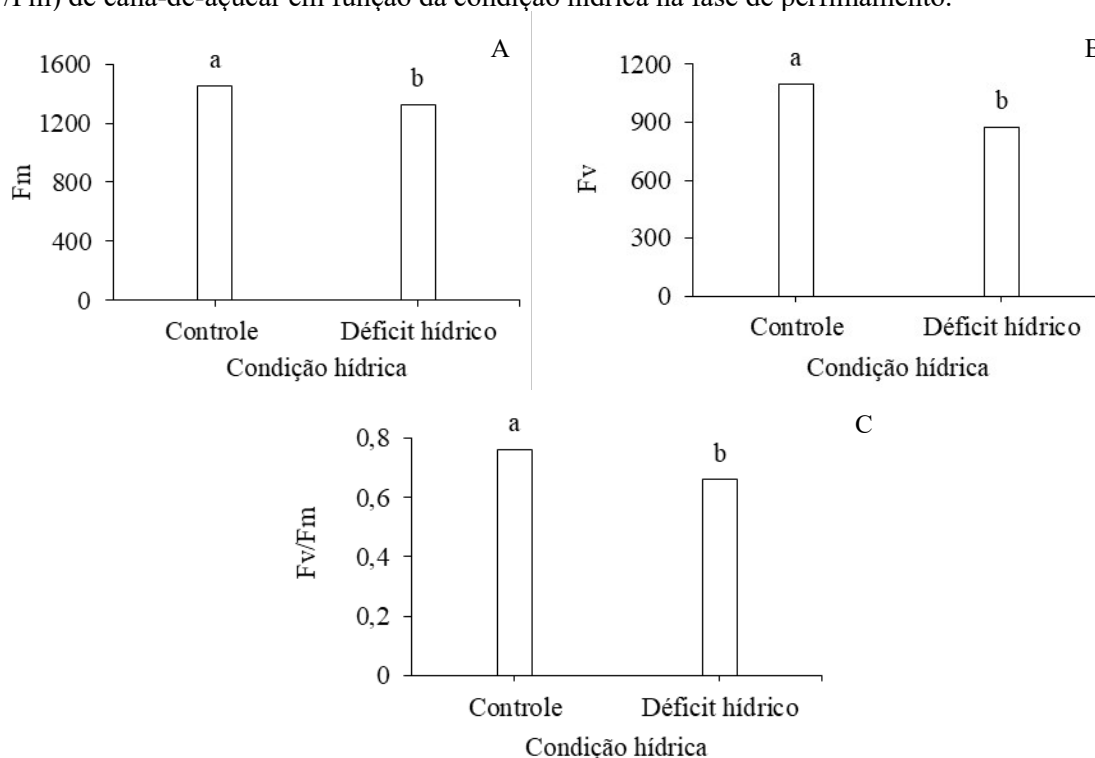 /Fm) de cana-de-açúcar em função da condição hídrica na fase de perfilhamento.
A
1600
1200
800
400
0
Fm
a
b
Controle Déficit hídrico
Condição hídrica
B
1200
900
600
300
0
Fv
a
b
Controle Déficit hídrico
Condição hídrica
C
0,8
0,6
0,4
0,2
0
Fv/Fm
a
b
Controle Déficit hídrico
Condição hídrica